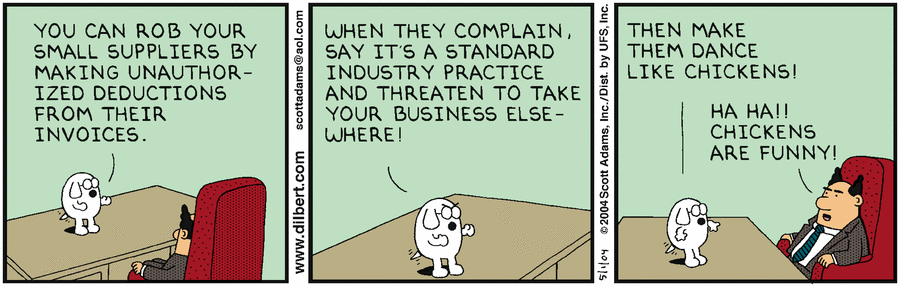 YOU CAN ROB YOUR
SMALL SUPPLIERS BY
MAKING UNAUTHOR-
IZED DEDUCTIONS
FROM THEIR
INVOICES.
www.dilbert.com
scottadams@aol.com
WHEN THEY COMPLAIN,
SAY IT'S A STANDARD
INDUSTRY PRACTICE
AND THREATEN TO TAKE
YOUR BUSINESS ELSE-
WHERE!
5/1/04 © 2004 Scott Adams, Inc./Dist. by UFS, Inc.
THEN MAKE
THEM DANCE
LIKE CHICKENS!
HA HA!!
CHICKENS
ARE FUNNY!